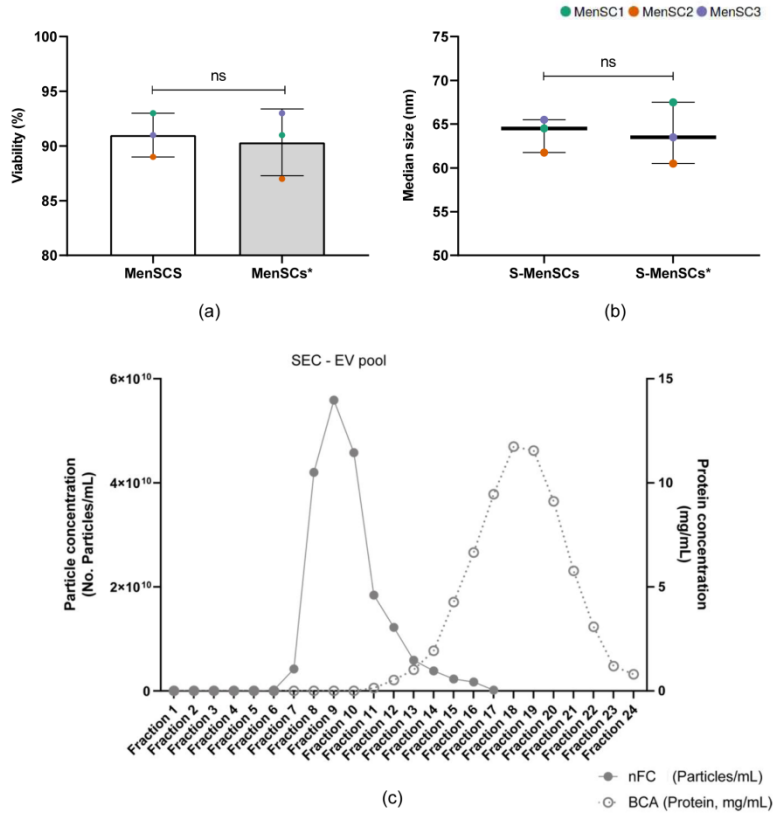 MenSC1 MenSC2 MenSC3
100
95
90
85
80
Viability (%)
ns
MenSCS
MenSCs*
(a)
75
70
65
60
55
50
Median size (nm)
ns
S-MenSCs
S-MenSCs*
(b)
SEC - EV pool
6×10¹⁰
4×10¹⁰
2×10¹⁰
0
Particle concentration
(No. Particles/mL)
15
10
5
0
Protein concentration
(mg/mL)
Fraction 1
Fraction 2
Fraction 3
Fraction 4
Fraction 5
Fraction 6
Fraction 7
Fraction 8
Fraction 9
Fraction 10
Fraction 11
Fraction 12
Fraction 13
Fraction 14
Fraction 15
Fraction 16
Fraction 17
Fraction 18
Fraction 19
Fraction 20
Fraction 21
Fraction 22
Fraction 23
Fraction 24
nFC (Particles/mL)
BCA (Protein, mg/mL)
(c)